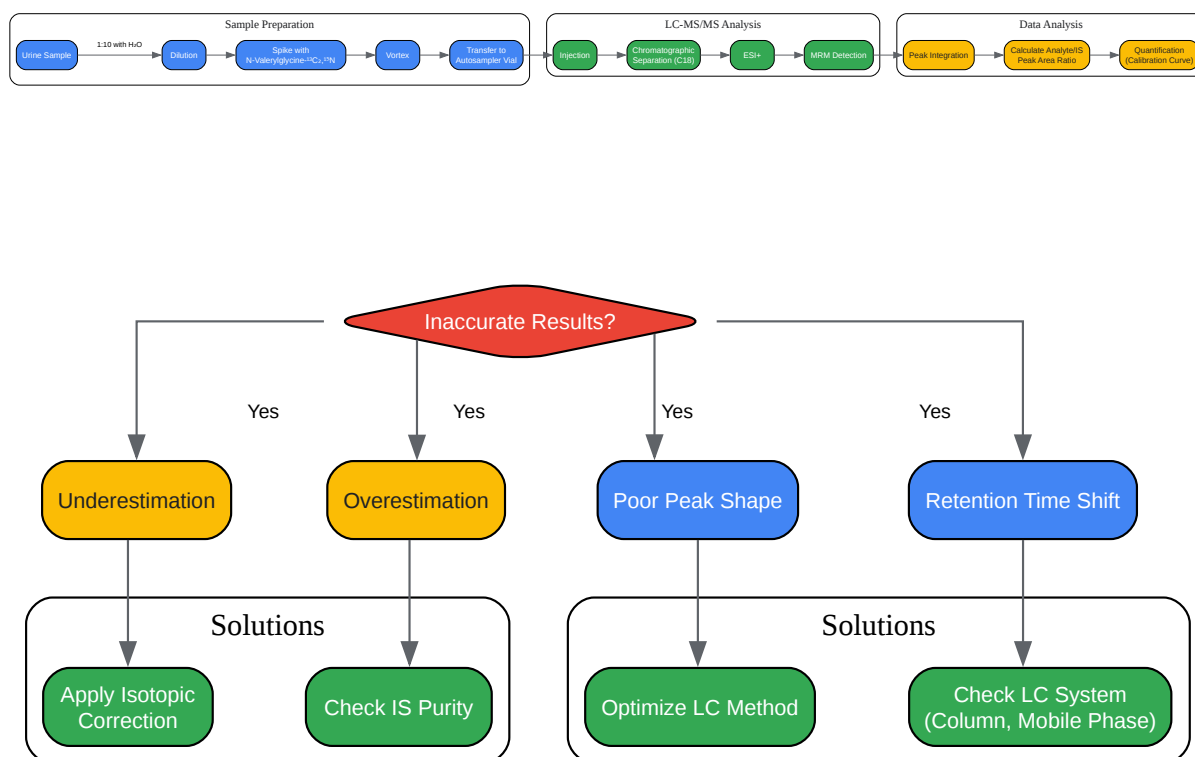 Sample Preparation
LC-MS/MS Analysis
Data Analysis
Urine Sample
1:10 with H₂O
Dilution
Spike with
N-Valerylglycine-¹³C₂,¹⁵N
Vortex
Transfer to
Autosampler Vial
Injection
Chromatographic
Separation (C18)
ESI+
MRM Detection
Peak Integration
Calculate Analyte/IS
Peak Area Ratio
Quantification
(Calibration Curve)
Inaccurate Results?
Yes
Yes
Yes
Yes
Underestimation
Overestimation
Poor Peak Shape
Retention Time Shift
Solutions
Solutions
Apply Isotopic
Correction
Check IS Purity
Optimize LC Method
Check LC System
(Column, Mobile Phase)